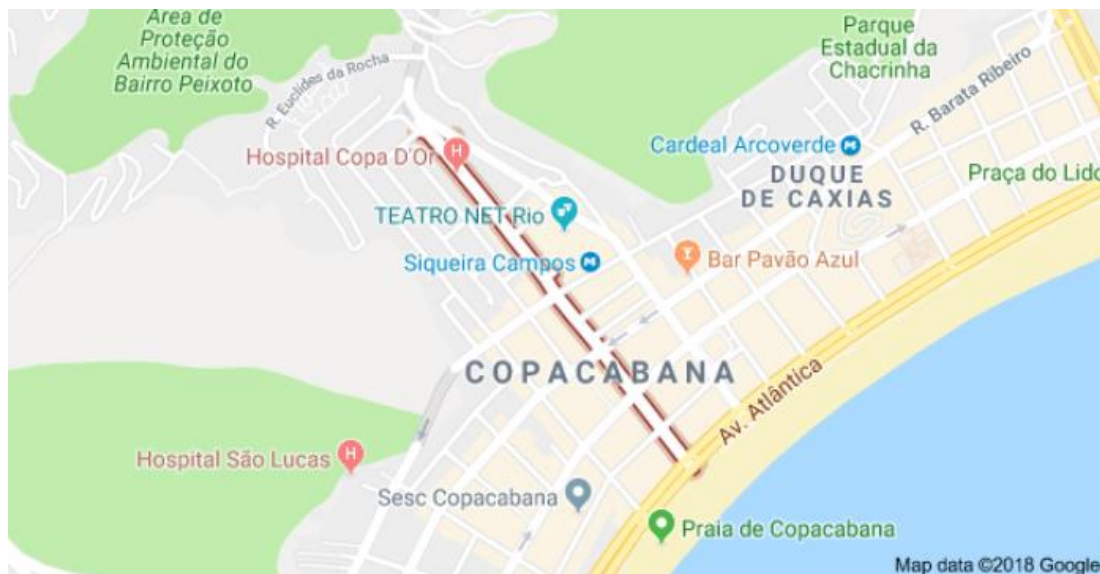 Área de
Proteção
Ambiental do
Bairro Peixoto
R. Euclides da Rocha
Parque
Estadual da
Chacrinha
R. Barata Ribeiro
Hospital Copa D'Or
H
Cardeal Arcoverde
DUQUE
DE CAXIAS
Praça do Lido
TEATRO NET Rio
Siqueira Campos
Bar Pavão Azul
COPACABANA
Av. Atlântica
Hospital São Lucas
H
Sesc Copacabana
Praia de Copacabana
Map data ©2018 Google